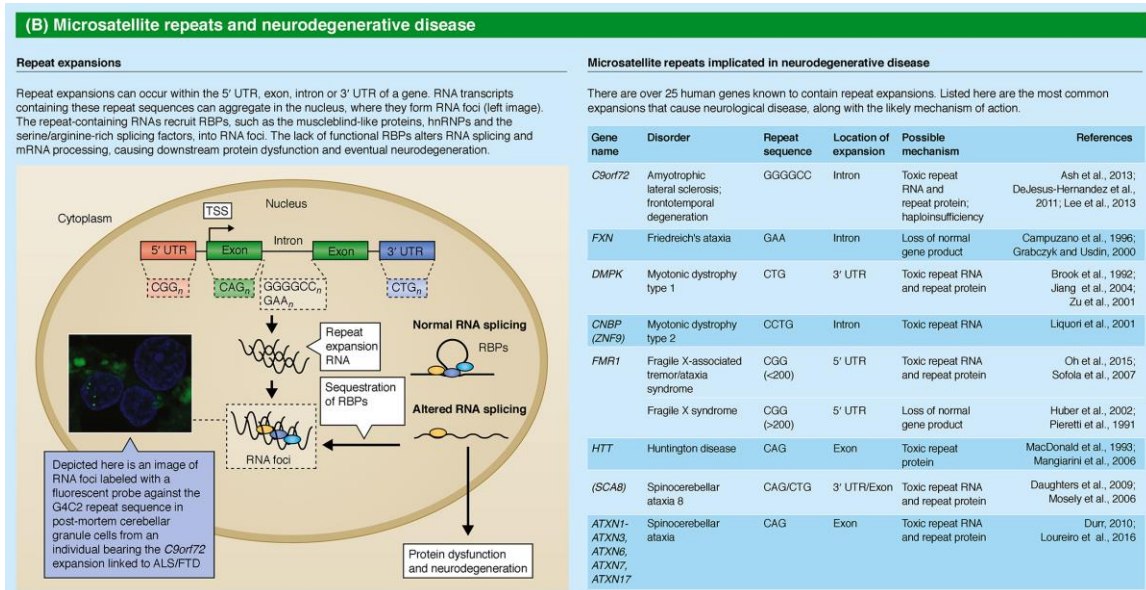 (B) Microsatellite repeats and neurodegenerative disease
Repeat expansions
Repeat expansions can occur within the 5′ UTR, exon, intron or 3′ UTR of a gene. RNA transcripts
containing these repeat sequences can aggregate in the nucleus, where they form RNA foci (left image).
The repeat-containing RNAs recruit RBPs, such as the muscleblind-like proteins, hnRNPs and the
serine/arginine-rich splicing factors, into RNA foci. The lack of functional RBPs alters RNA splicing and
mRNA processing, causing downstream protein dysfunction and eventual neurodegeneration.
Cytoplasm
Nucleus
TSS
5′ UTR
Exon
Intron
Exon
3′ UTR
CGGn
CAGn
GGGGCCn
GAAn
CTGn
Repeat
expansion
RNA
Normal RNA splicing
RBPs
Sequestration
of RBPs
Altered RNA splicing
RNA foci
Depicted here is an image of
RNA foci labeled with a
fluorescent probe against the
G4C2 repeat sequence in
post-mortem cerebellar
granule cells from an
individual bearing the C9orf72
expansion linked to ALS/FTD
Protein dysfunction
and neurodegeneration
Microsatellite repeats implicated in neurodegenerative disease
There are over 25 human genes known to contain repeat expansions. Listed here are the most common
expansions that cause neurological disease, along with the likely mechanism of action.
Gene Disorder Repeat Location of Possible References
name sequence expansion mechanism
C9orf72 Amyotrophic GGGGCC Intron Toxic repeat Ash et al., 2013;
lateral sclerosis; RNA and DeJesus-Hernandez et al.,
frontotemporal repeat protein; 2011; Lee et al., 2013
degeneration haploinsufficiency
FXN Friedreich's ataxia GAA Intron Loss of normal Campuzano et al., 1996;
gene product Grabczyk and Usdin, 2000
DMPK Myotonic dystrophy CTG 3′ UTR Toxic repeat RNA Brook et al., 1992;
type 1 and repeat protein Jiang et al., 2004;
Zu et al., 2001
CNBP Myotonic dystrophy CCTG Intron Toxic repeat RNA Liquori et al., 2001
(ZNF9) type 2
FMR1 Fragile X-associated CGG 5′ UTR Toxic repeat RNA Oh et al., 2015;
tremor/ataxia (<200) and repeat protein Sofola et al., 2007
syndrome
Fragile X syndrome CGG 5′ UTR Loss of normal Huber et al., 2002;
(>200) gene product Pieretti et al., 1991
HTT Huntington disease CAG Exon Toxic repeat MacDonald et al., 1993;
protein Mangiarini et al., 2006
(SCA8) Spinocerebellar CAG/CTG 3′ UTR/Exon Toxic repeat RNA Daughters et al., 2009;
ataxia 8 and repeat protein Mosely et al., 2006
ATXN1- Spinocerebellar CAG Exon Toxic repeat RNA Durr, 2010;
ATXN3, ataxia and repeat protein Loureiro et al., 2016
ATXN6,
ATXN7,
ATXN17